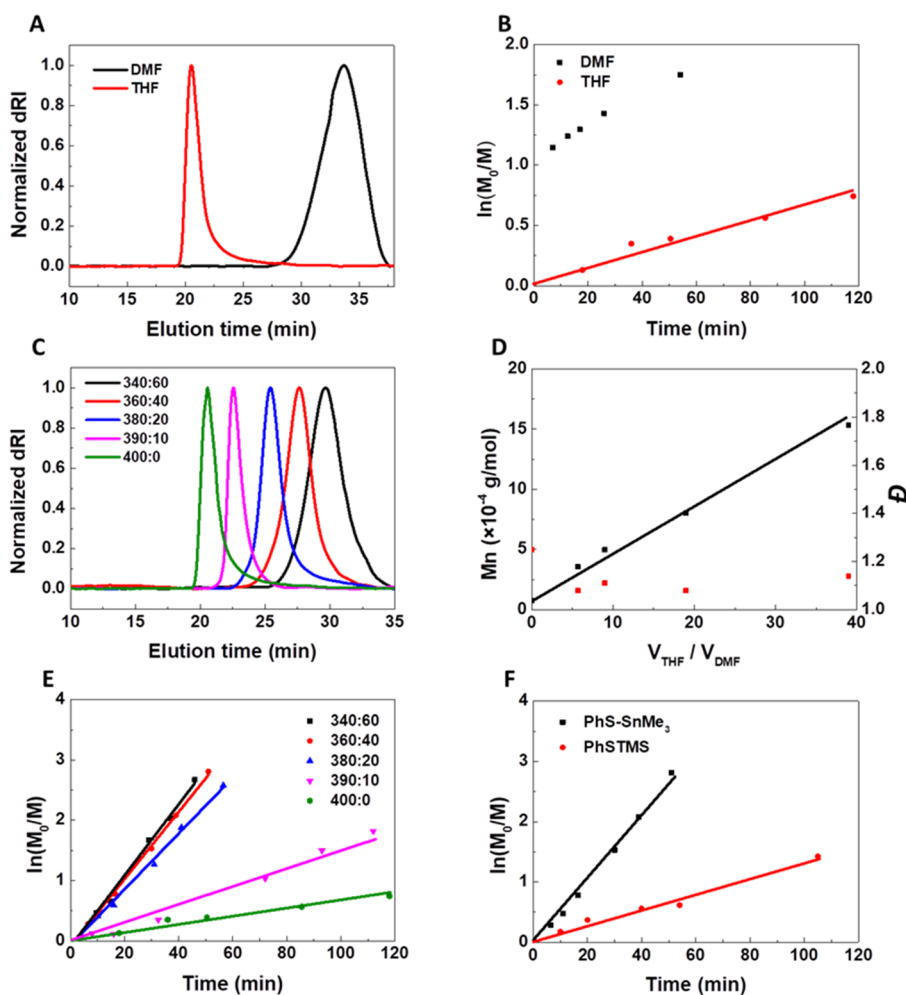 A
DMF
THF
Normalized dRI
1.0
0.8
0.6
0.4
0.2
0.0
10 15 20 25 30 35
Elution time (min)
B
DMF
THF
ln(M0/M)
2.0
1.5
1.0
0.5
0.0
0 20 40 60 80 100 120
Time (min)
C
340:60
360:40
380:20
390:10
400:0
Normalized dRI
1.0
0.8
0.6
0.4
0.2
0.0
10 15 20 25 30 35
Elution time (min)
D
Mn (×10⁻⁴ g/mol)
20
15
10
5
0
2.0
1.8
1.6
1.4
1.2
1.0
Đ
0 10 20 30 40
VTHF / VDMF
E
340:60
360:40
380:20
390:10
400:0
ln(M0/M)
4
3
2
1
0
0 20 40 60 80 100 120
Time (min)
F
PhS-SnMe3
PhSTMS
ln(M0/M)
4
3
2
1
0
0 20 40 60 80 100 120
Time (min)